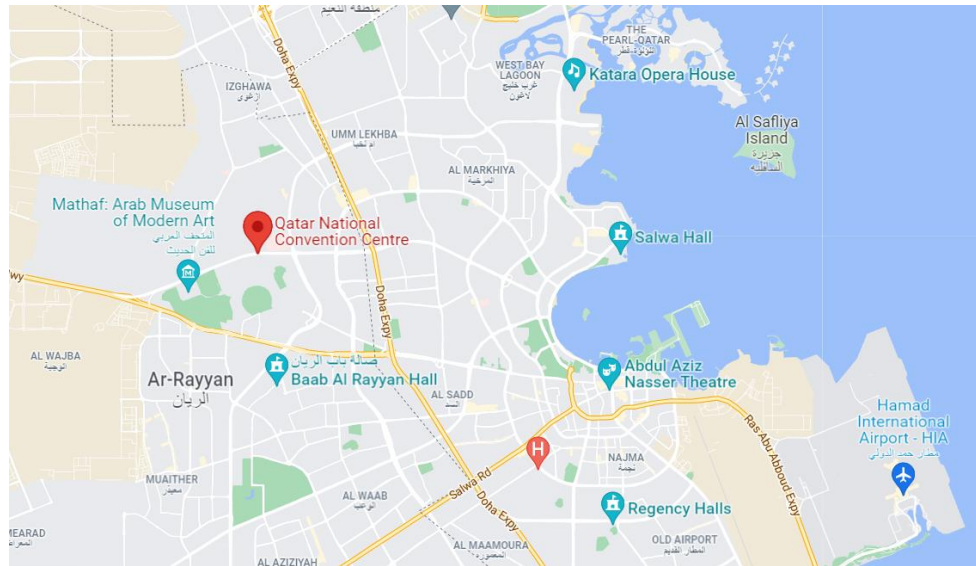 منطقة النعيم
Doha Expy
THE
PEARL-QATAR
اللؤلؤة-قطر
WEST BAY
LAGOON
غرب خليج
لاغون
Katara Opera House
IZGHAWA
ازغوى
UMM LEKHBA
ام لخبا
Al Safliya
Island
جزيرة
السافلية
AL MARKHIYA
المرخية
Mathaf: Arab Museum
of Modern Art
المتحف العربي
للفن الحديث
Qatar National
Convention Centre
Salwa Hall
wy
Doha Expy
AL WAJBA
الوجبة
Ar-Rayyan
الريان
صالة باب الريان
Baab Al Rayyan Hall
Abdul Aziz
Nasser Theatre
AL SADD
السد
Hamad
International
Airport - HIA
مطار حمد الدولي
Ras Abu Abboud Expy
H
NAJMA
نجمة
MUAITHER
معيذر
Salwa Rd
AL WAAB
الوعب
Doha Expy
Regency Halls
MEARAD
المعراض
OLD AIRPORT
المطار القديم
AL MAAMOURA
المعمورة
AL AZIZIYAH